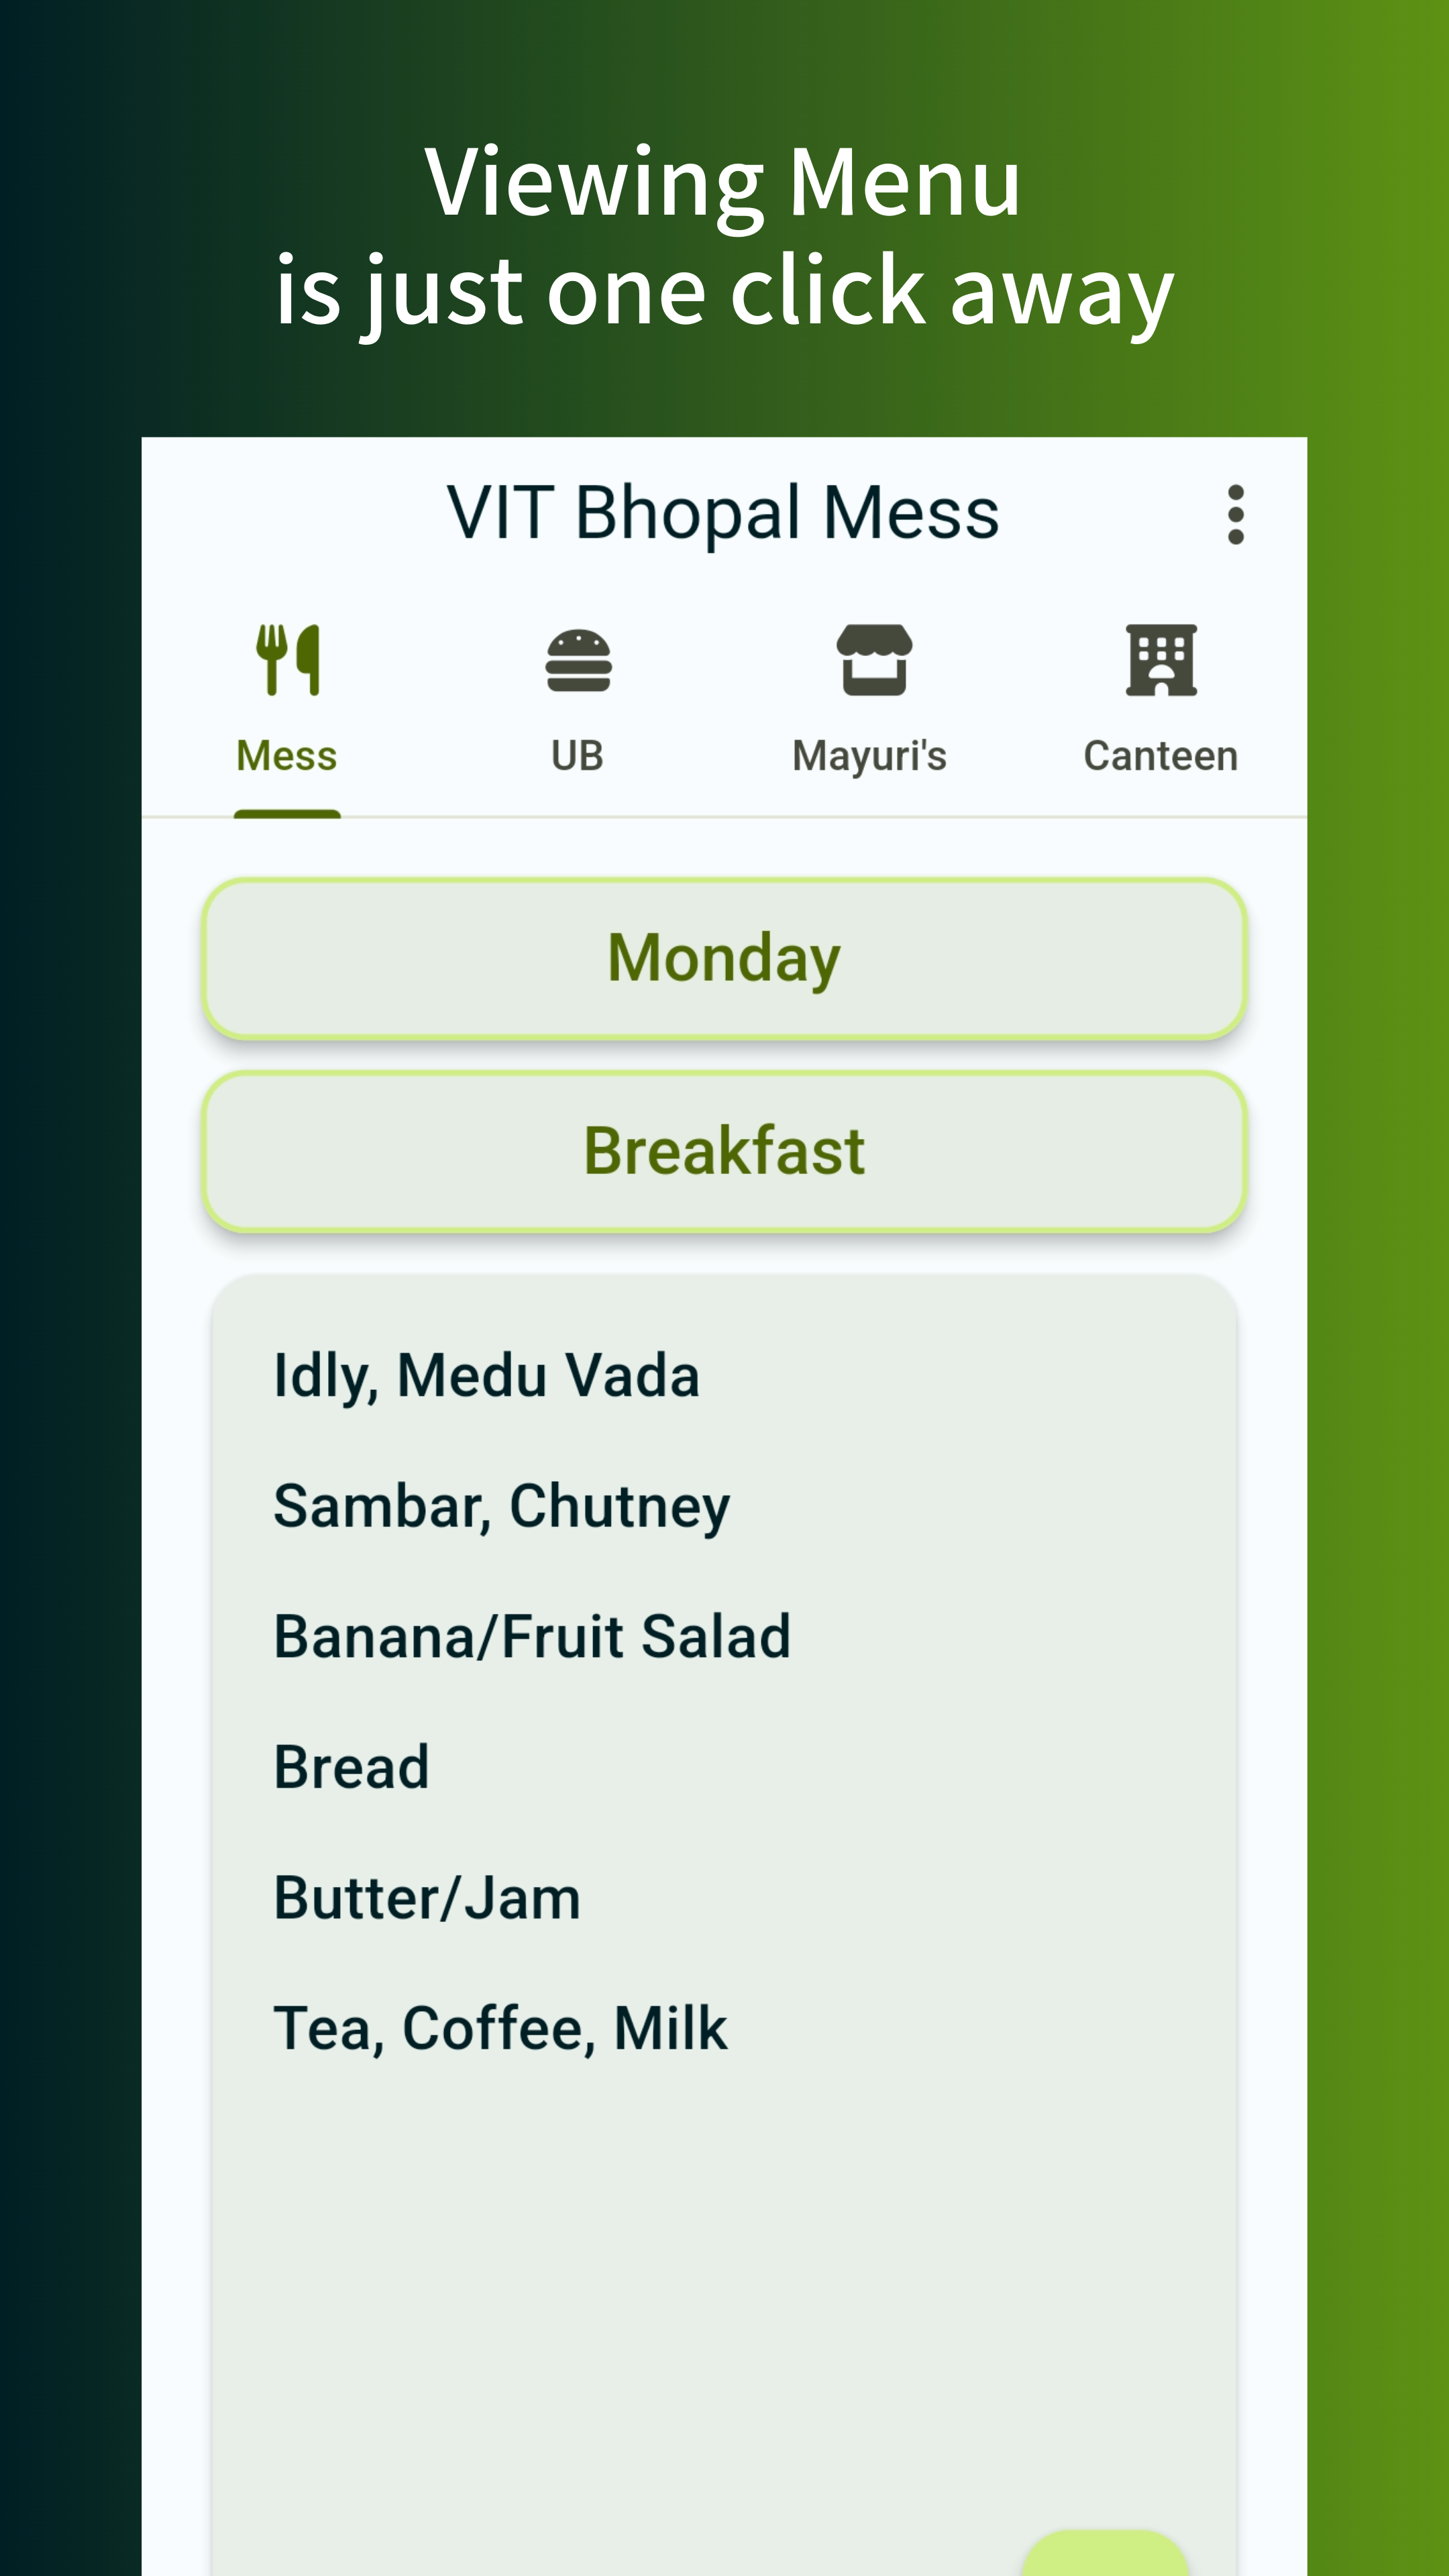 Viewing Menu
is just one click away
VIT Bhopal Mess
Mess
UB
Mayuri's
Canteen
Monday
Breakfast
Idly, Medu Vada
Sambar, Chutney
Banana/Fruit Salad
Bread
Butter/Jam
Tea, Coffee, Milk